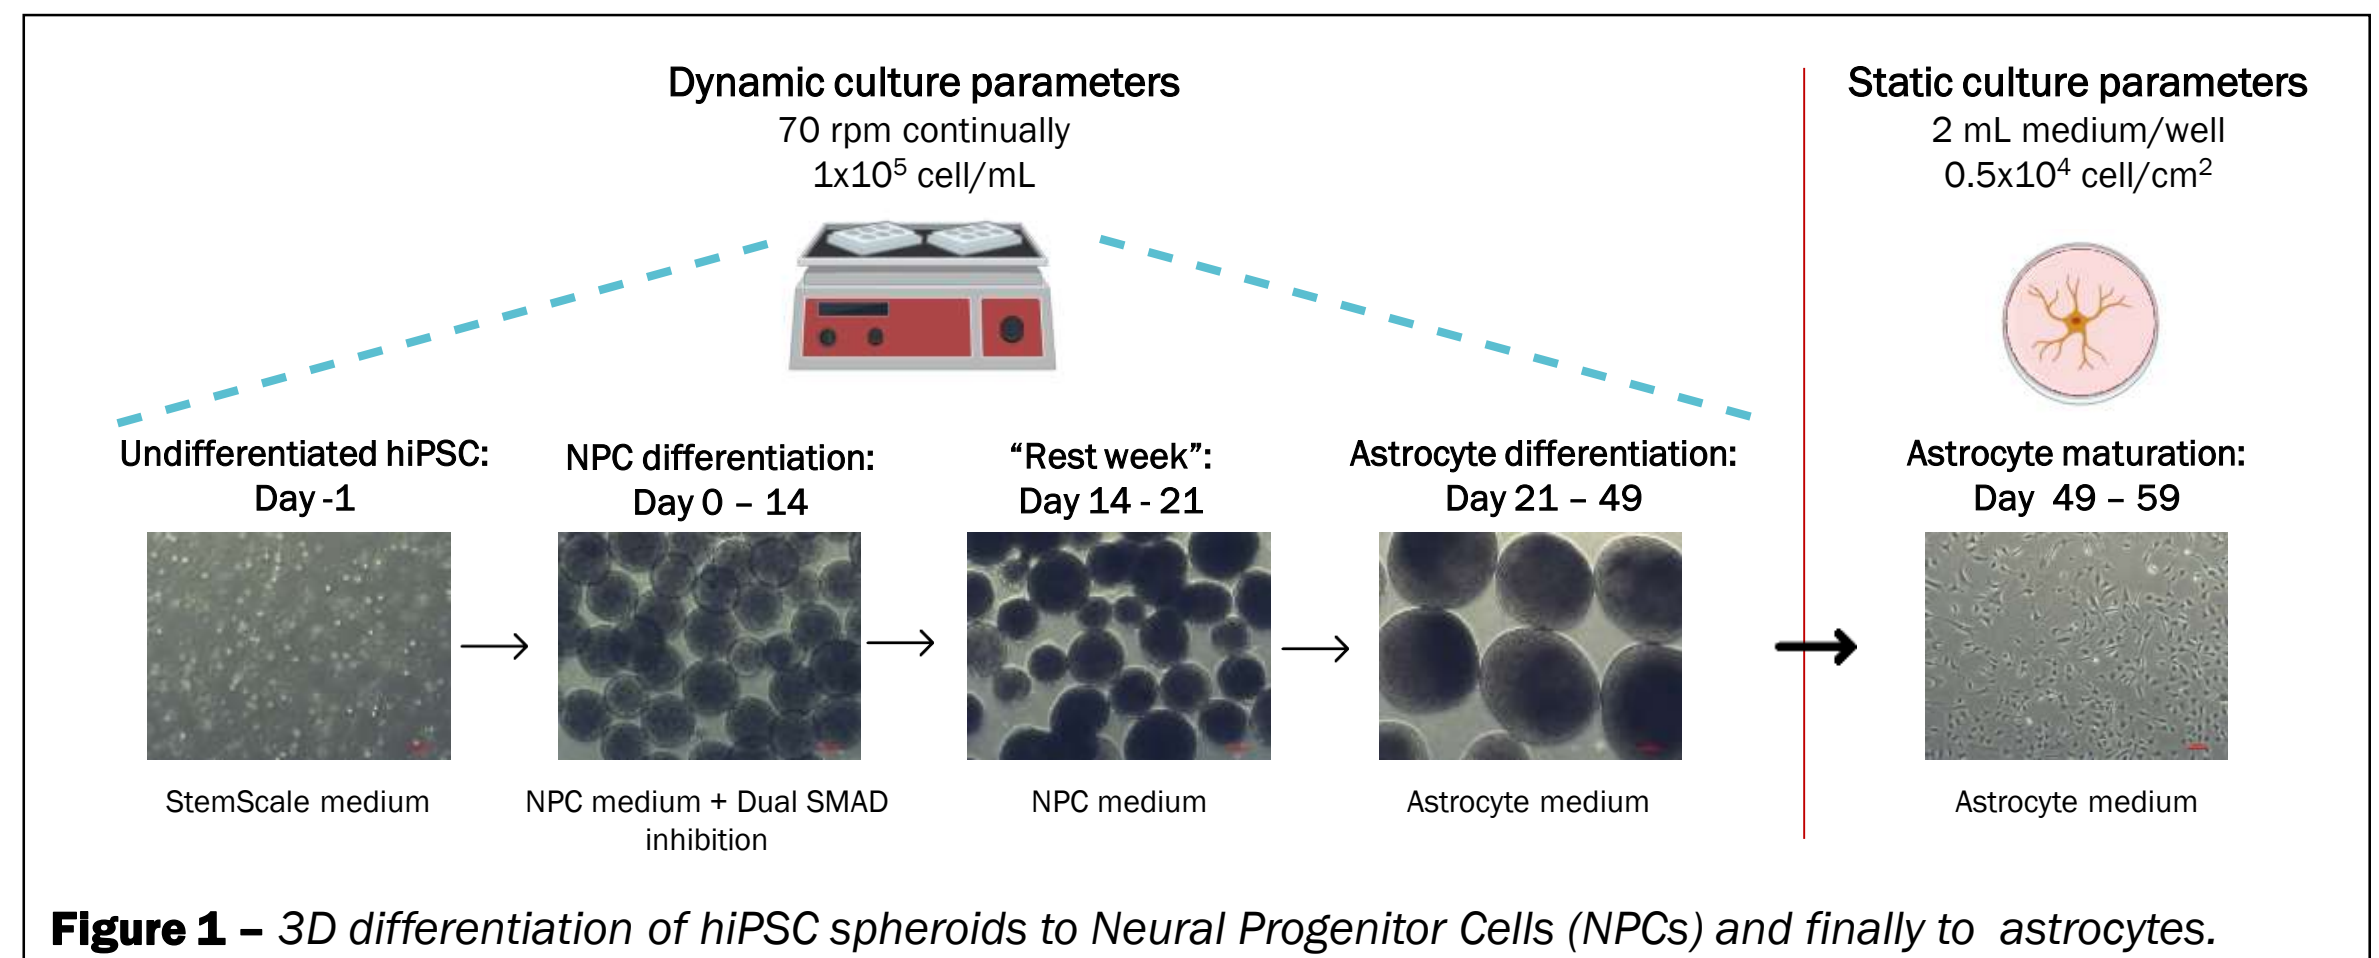 Dynamic culture parameters
70 rpm continually
1x10⁵ cell/mL
Static culture parameters
2 mL medium/well
0.5x10⁴ cell/cm²
Undifferentiated hiPSC:
Day -1
NPC differentiation:
Day 0 – 14
“Rest week”:
Day 14 - 21
Astrocyte differentiation:
Day 21 – 49
Astrocyte maturation:
Day 49 – 59
StemScale medium
NPC medium + Dual SMAD
inhibition
NPC medium
Astrocyte medium
Astrocyte medium
Figure 1 – 3D differentiation of hiPSC spheroids to Neural Progenitor Cells (NPCs) and finally to astrocytes.